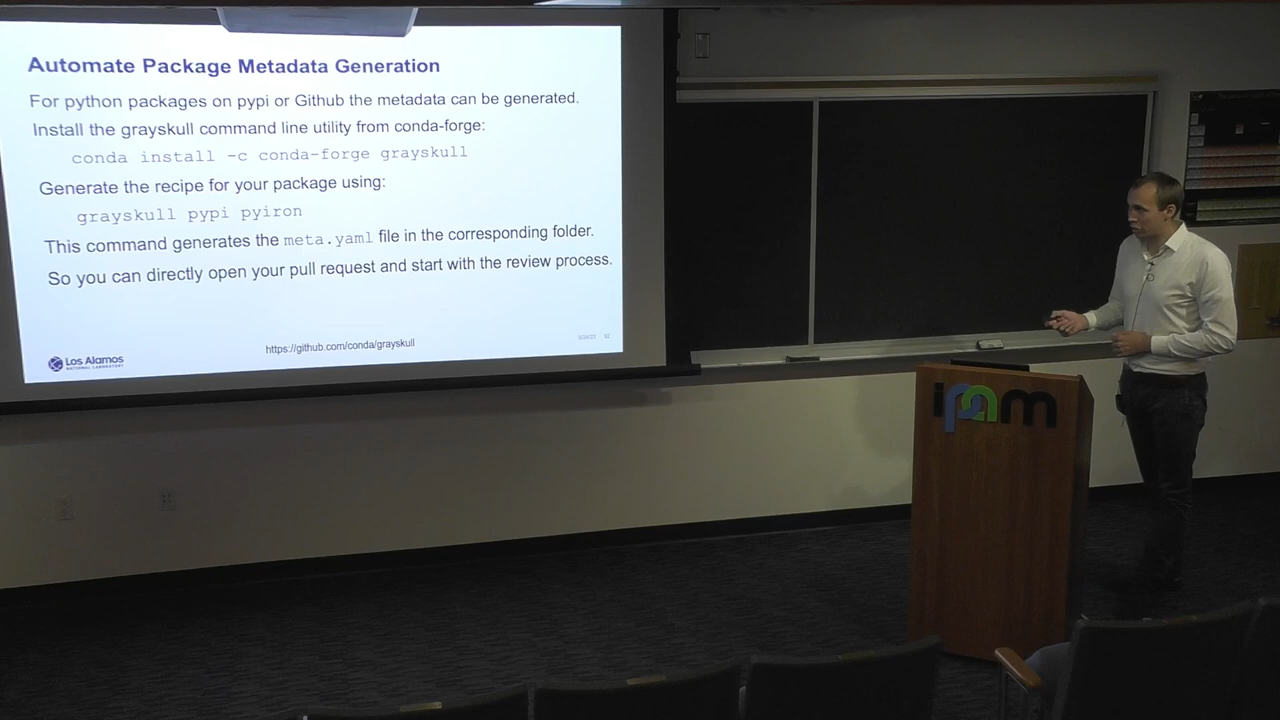 Automate Package Metadata Generation
For python packages on pypi or Github the metadata can be generated.
Install the grayskull command line utility from conda-forge:
conda install -c conda-forge grayskull
Generate the recipe for your package using:
grayskull pypi pyiron
This command generates the meta.yaml file in the corresponding folder.
So you can directly open your pull request and start with the review process.
https://github.com/conda/grayskull
Los Alamos
NATIONAL LABORATORY
ipam